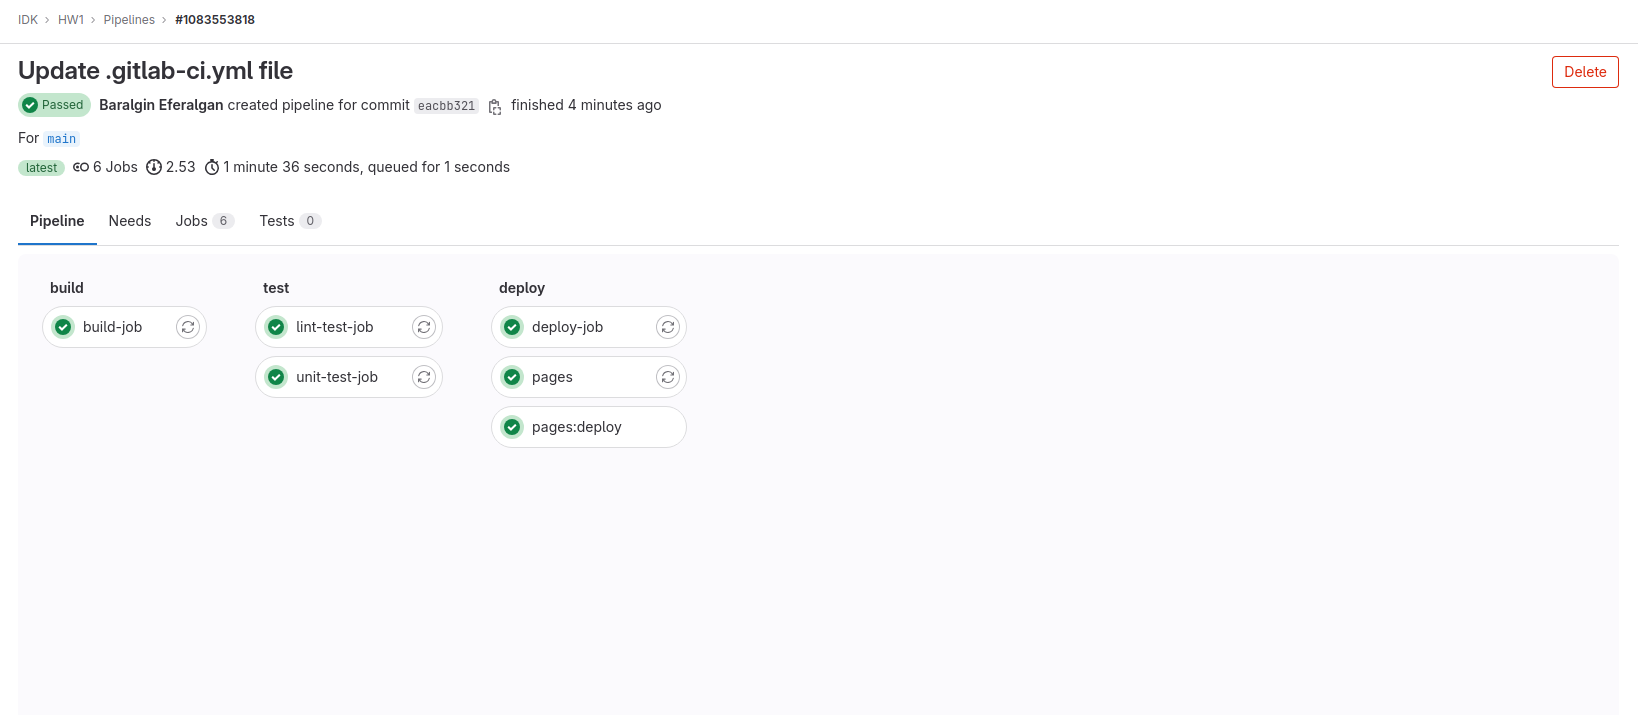 IDK > HW1 > Pipelines > #1083553818
Update .gitlab-ci.yml file
Delete
Passed Baralgin Eferalgan created pipeline for commit eacbb321 finished 4 minutes ago
For main
latest 6 Jobs 2.53 1 minute 36 seconds, queued for 1 seconds
Pipeline Needs Jobs 6 Tests 0
build
build-job
test
lint-test-job
unit-test-job
deploy
deploy-job
pages
pages:deploy